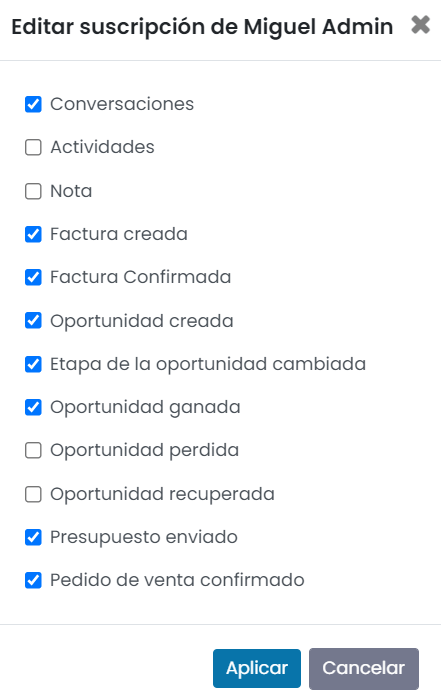 Editar suscripción de Miguel Admin
Conversaciones
Actividades
Nota
Factura creada
Factura Confirmada
Oportunidad creada
Etapa de la oportunidad cambiada
Oportunidad ganada
Oportunidad perdida
Oportunidad recuperada
Presupuesto enviado
Pedido de venta confirmado
Aplicar Cancelar